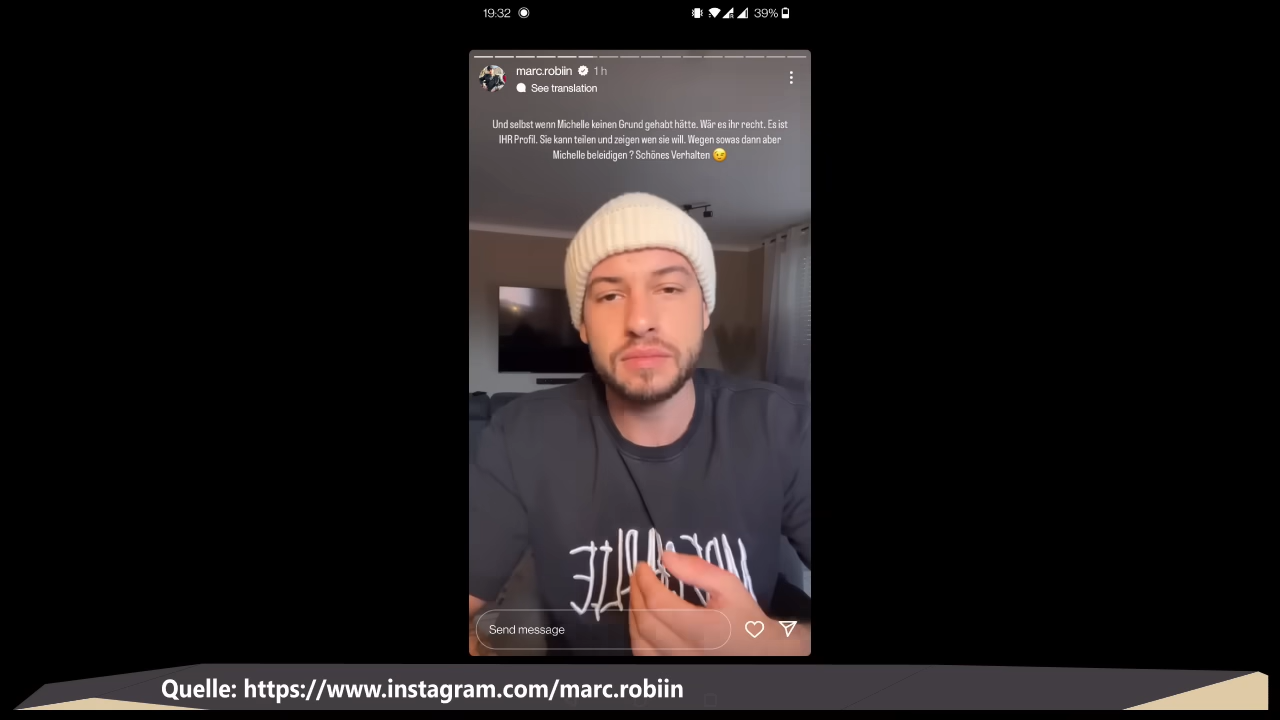 19:32
39%
marc.robiin 1 h
See translation
Und selbst wenn Michelle keinen Grund gehabt hätte. Wär es ihr recht. Es ist
IHR Profil. Sie kann teilen und zeigen wen sie will. Wegen sowas dann aber
Michelle beleidigen ? Schönes Verhalten 😉
Send message
Quelle: https://www.instagram.com/marc.robiin